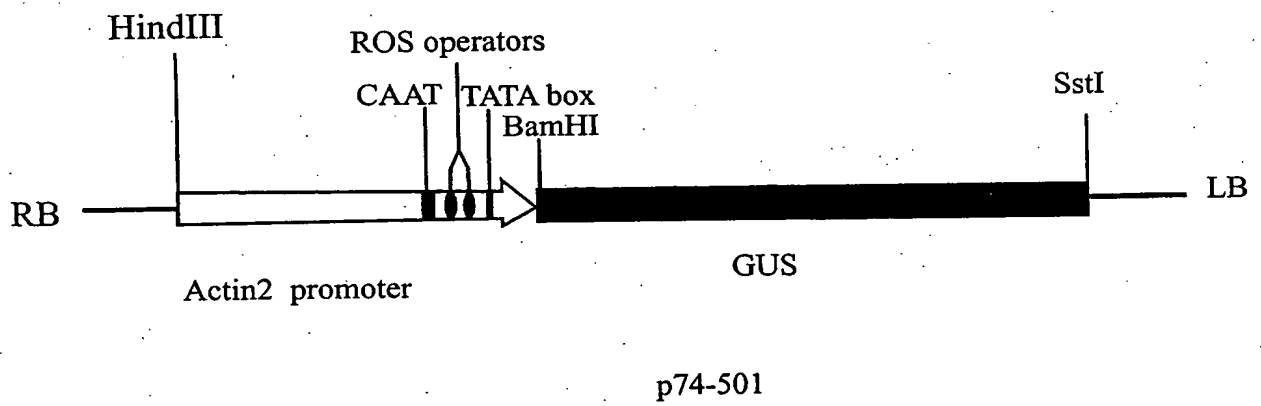 HindIII
ROS operators
CAAT
TATA box
BamHI
SstI
RB
LB
GUS
Actin2 promoter
p74-501